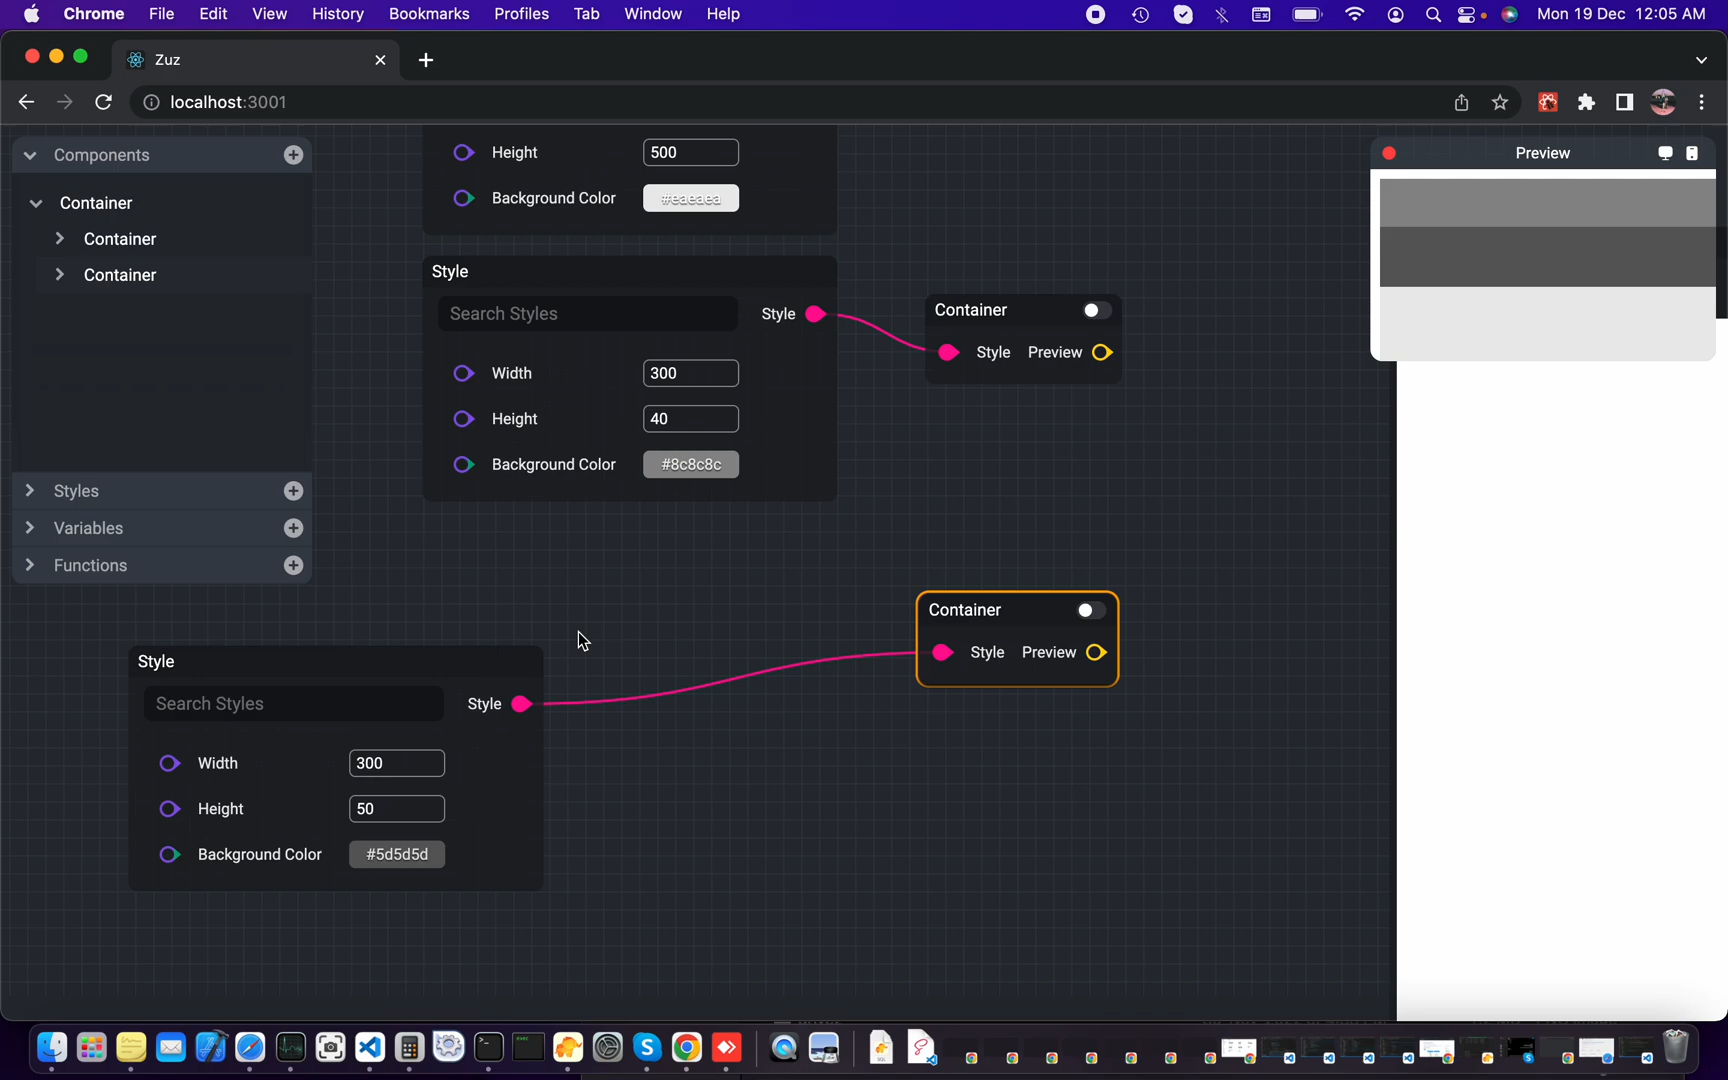 Chrome File Edit View History Bookmarks Profiles Tab Window Help Mon 19 Dec 12:05 AM
Zuz
localhost:3001
Components
Container
Container
Container
Styles
Variables
Functions
Height 500
Background Color #eaeaea
Style
Search Styles Style
Width 300
Height 40
Background Color #8c8c8c
Container
Style Preview
Container
Style Preview
Style
Search Styles Style
Width 300
Height 50
Background Color #5d5d5d
Preview